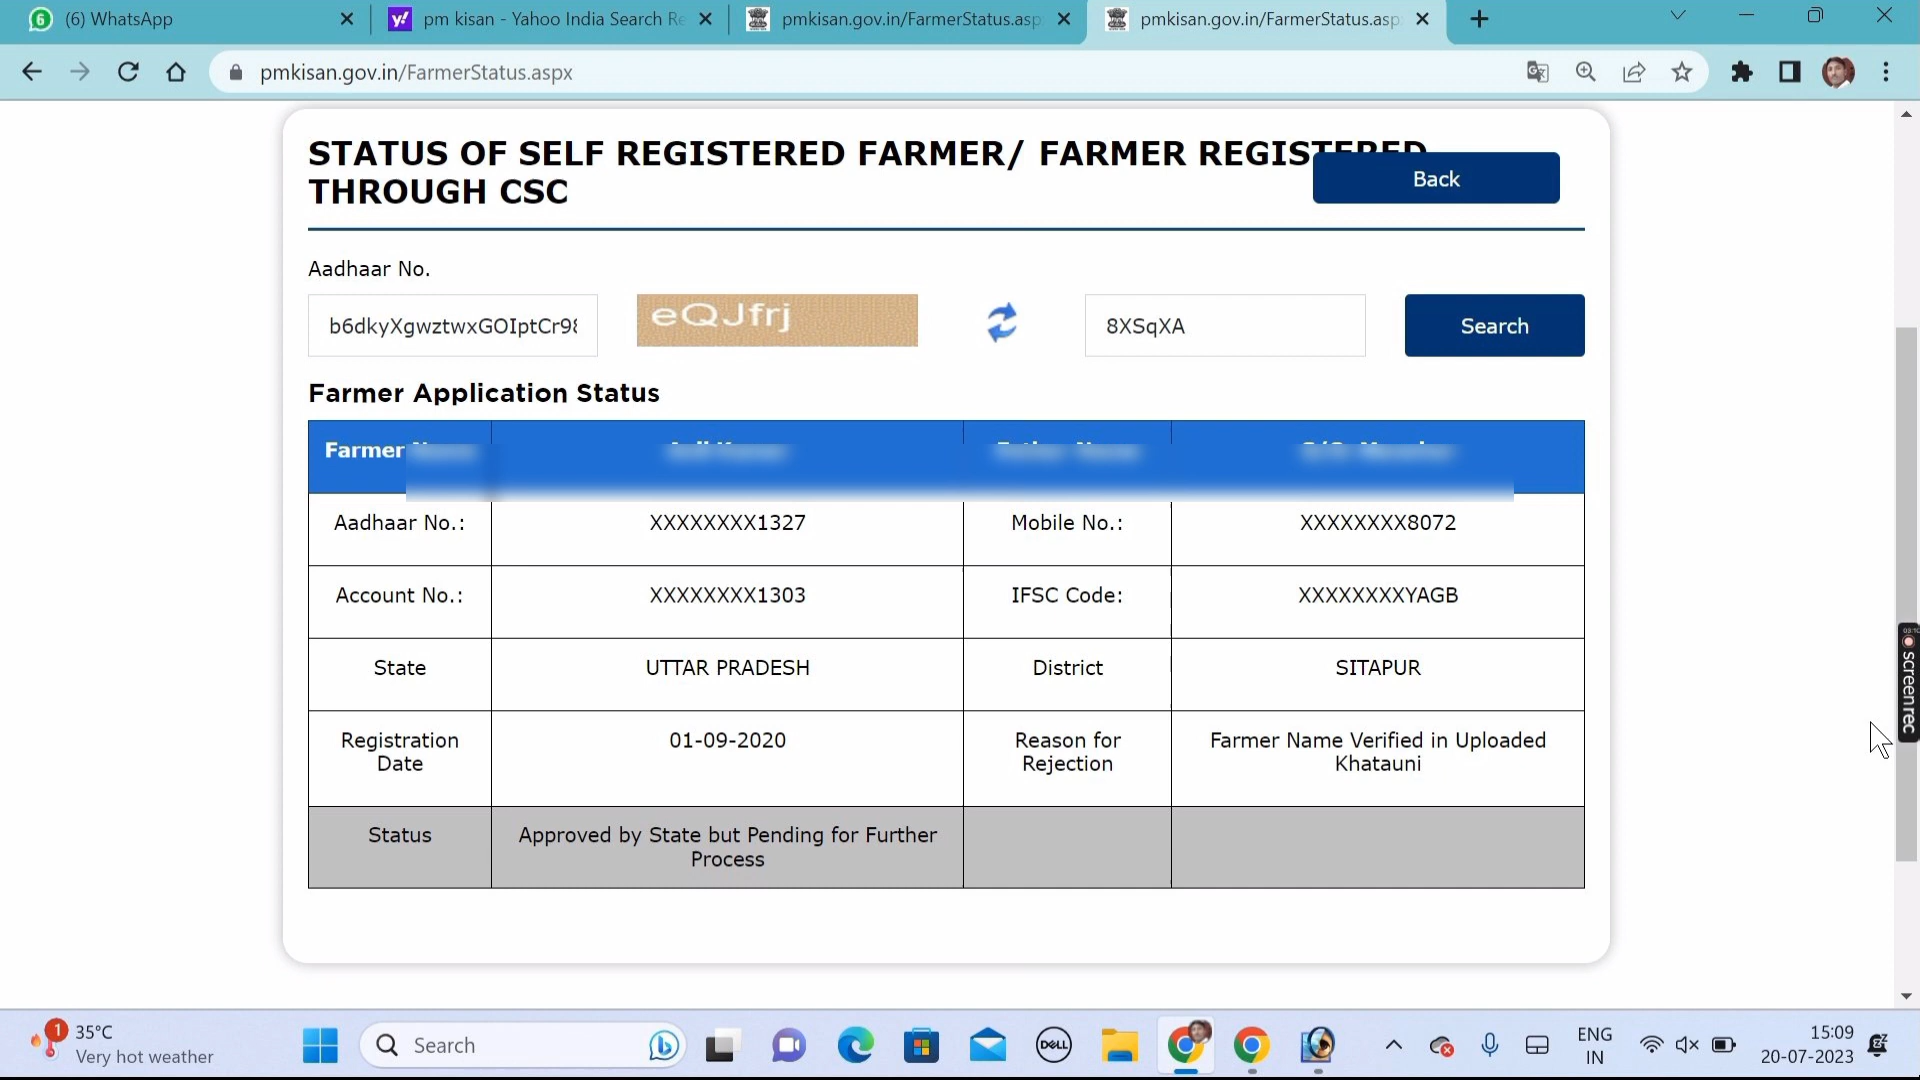 (6) WhatsApp
pm kisan - Yahoo India Search Re
pmkisan.gov.in/FarmerStatus.asp
pmkisan.gov.in/FarmerStatus.asp
pmkisan.gov.in/FarmerStatus.aspx
STATUS OF SELF REGISTERED FARMER/ FARMER REGISTERED
THROUGH CSC
Back
Aadhaar No.
b6dkyXgwztwxGOIptCr98
eQJfrj
8XSqXA
Search
Farmer Application Status
Farmer
Aadhaar No.: XXXXXXXX1327 Mobile No.: XXXXXXXX8072
Account No.: XXXXXXXX1303 IFSC Code: XXXXXXXXYAGB
State UTTAR PRADESH District SITAPUR
Registration Date 01-09-2020 Reason for Rejection Farmer Name Verified in Uploaded Khatauni
Status Approved by State but Pending for Further Process
screenrec
1
35°C
Very hot weather
Search
DELL
ENG
IN
15:09
20-07-2023